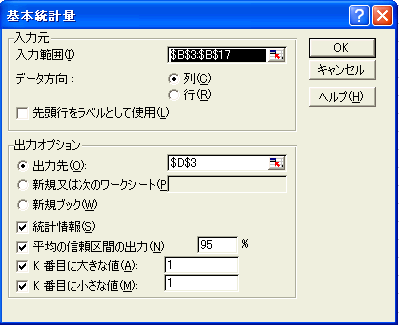 基本統計量
入力元
入力範囲(I) $B$3:$B$17
データ方向: 列(C)
行(R)
先頭行をラベルとして使用(L)
OK
キャンセル
ヘルプ(H)
出力オプション
出力先(O): $D$3
新規又は次のワークシート(P
新規ブック(W)
統計情報(S)
平均の信頼区間の出力(N) 95 %
K 番目に大きな値(A): 1
K 番目に小さな値(M): 1